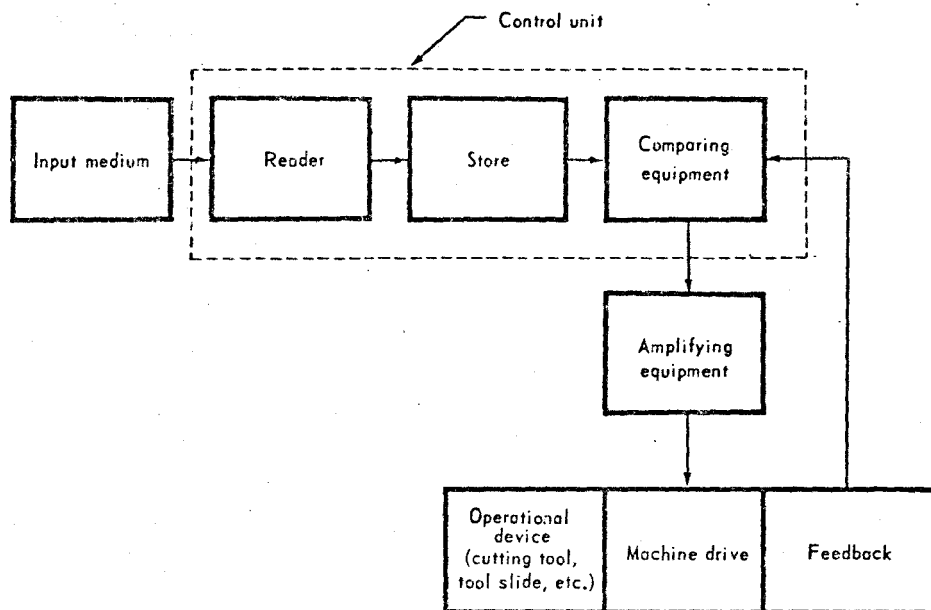 Control unit
Input medium
Reader
Store
Comparing
equipment
Amplifying
equipment
Operational
device
(cutting tool,
tool slide, etc.)
Machine drive
Feedback